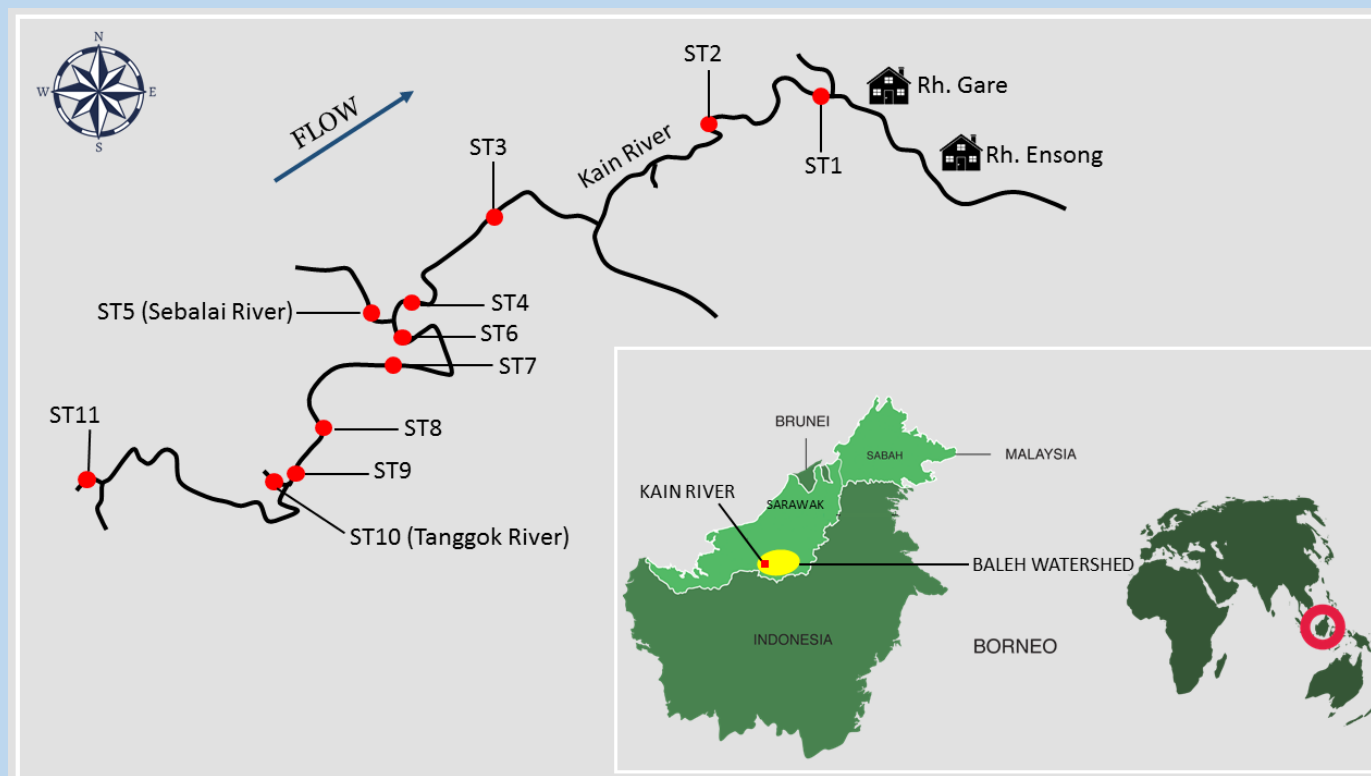 N
W
E
S
FLOW
ST2
Rh. Gare
ST3
Kain River
ST1
Rh. Ensong
ST5 (Sebalai River)
ST4
ST6
ST7
ST11
ST8
ST9
ST10 (Tanggok River)
BRUNEI
SABAH
MALAYSIA
KAIN RIVER
SARAWAK
BALEH WATERSHED
INDONESIA
BORNEO